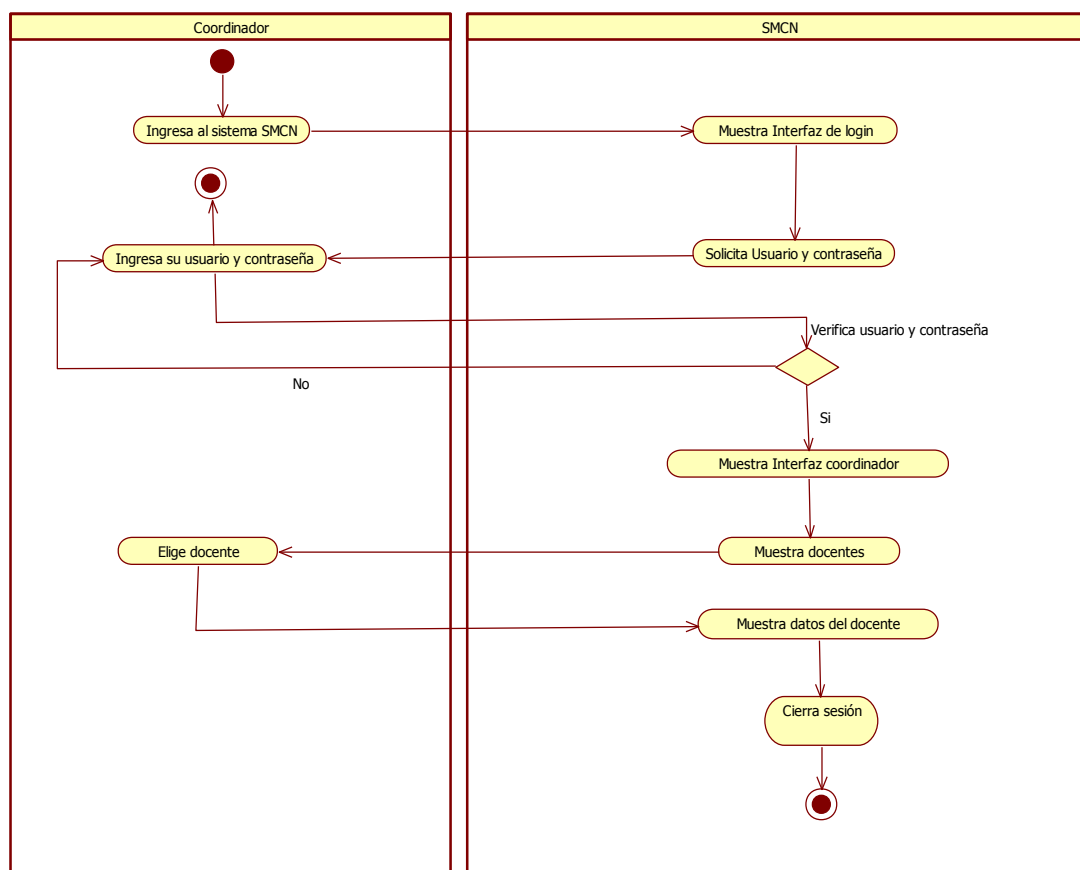 Coordinador
SMCN
Ingresa al sistema SMCN
Muestra Interfaz de login
Ingresa su usuario y contraseña
Solicita Usuario y contraseña
Verifica usuario y contraseña
No
Si
Muestra Interfaz coordinador
Elige docente
Muestra docentes
Muestra datos del docente
Cierra sesión